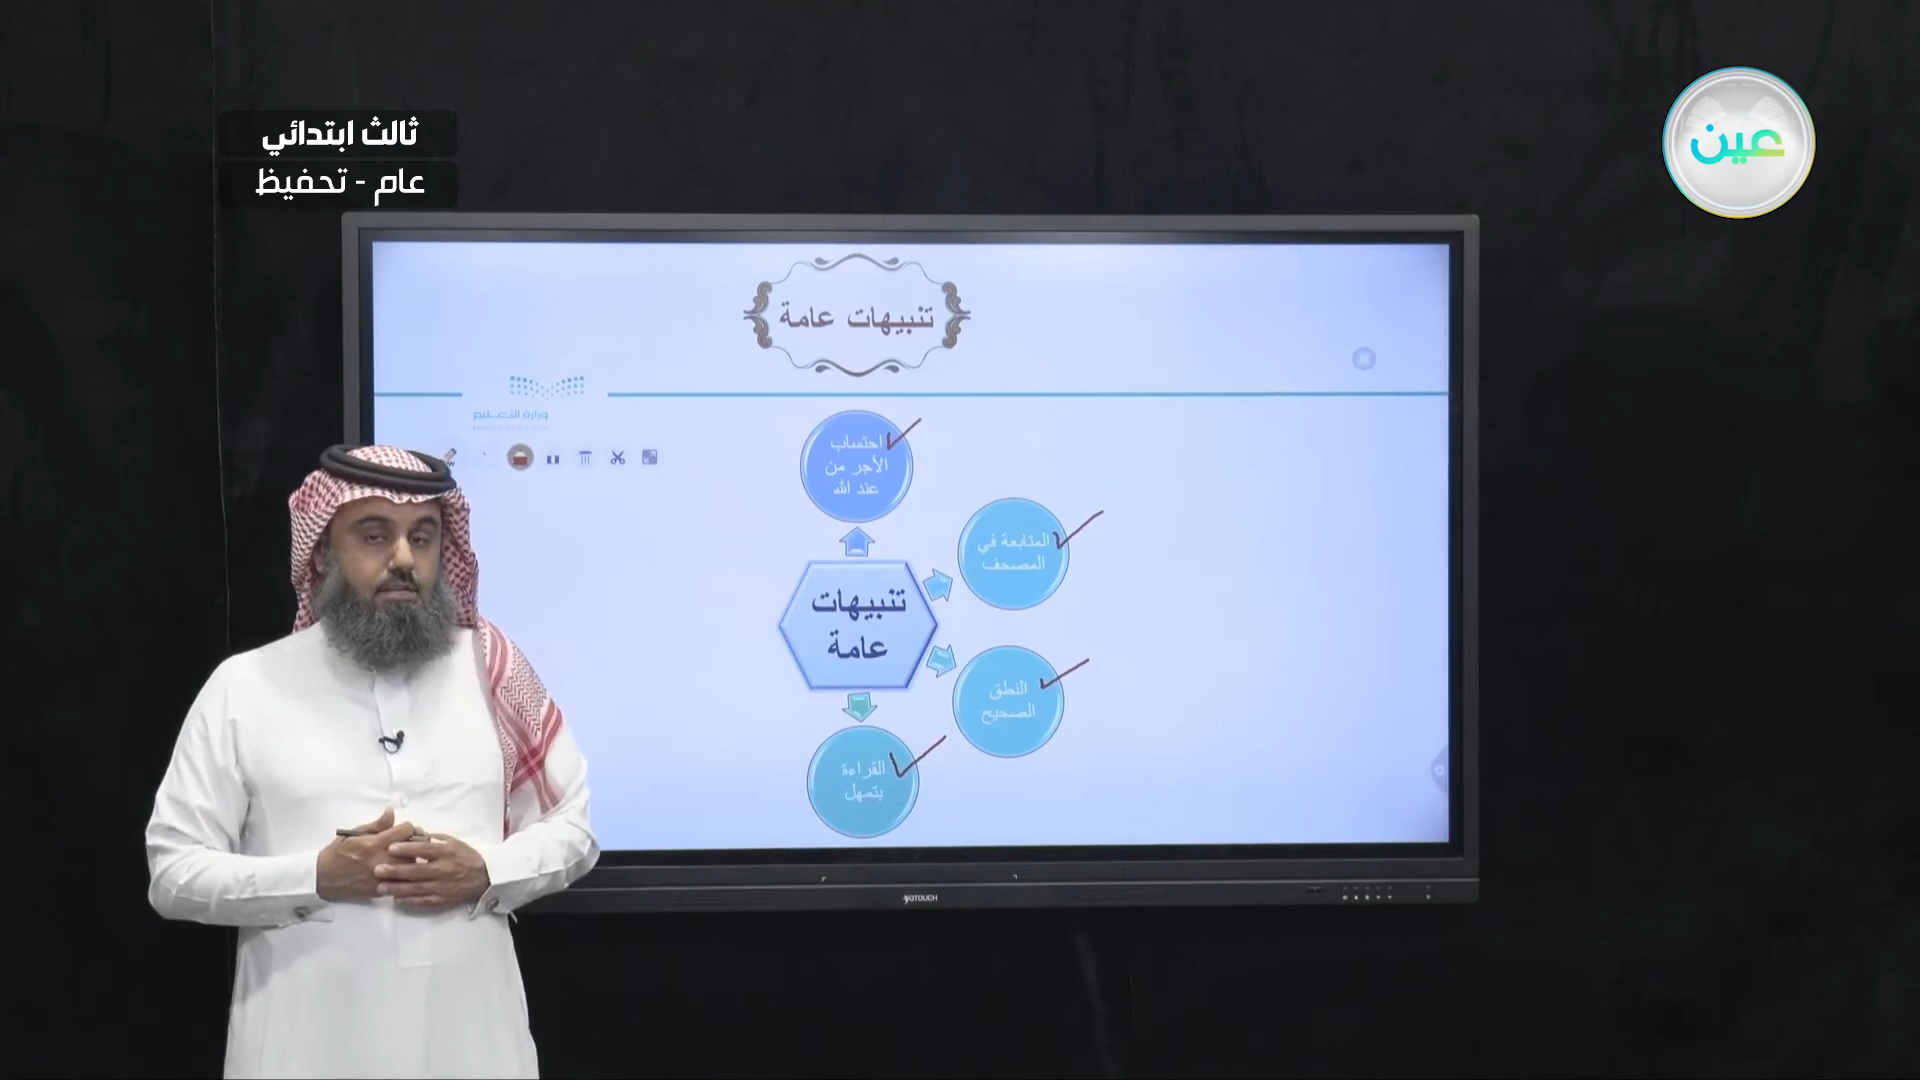 ثالث ابتدائي
عام - تحفيظ
عين
تنبيهات عامة
وزارة التعليم
احتساب
الأجر من
عند الله
المتابعة في
المصحف
تنبيهات
عامة
النطق
الصحيح
القراءة
بتمهل